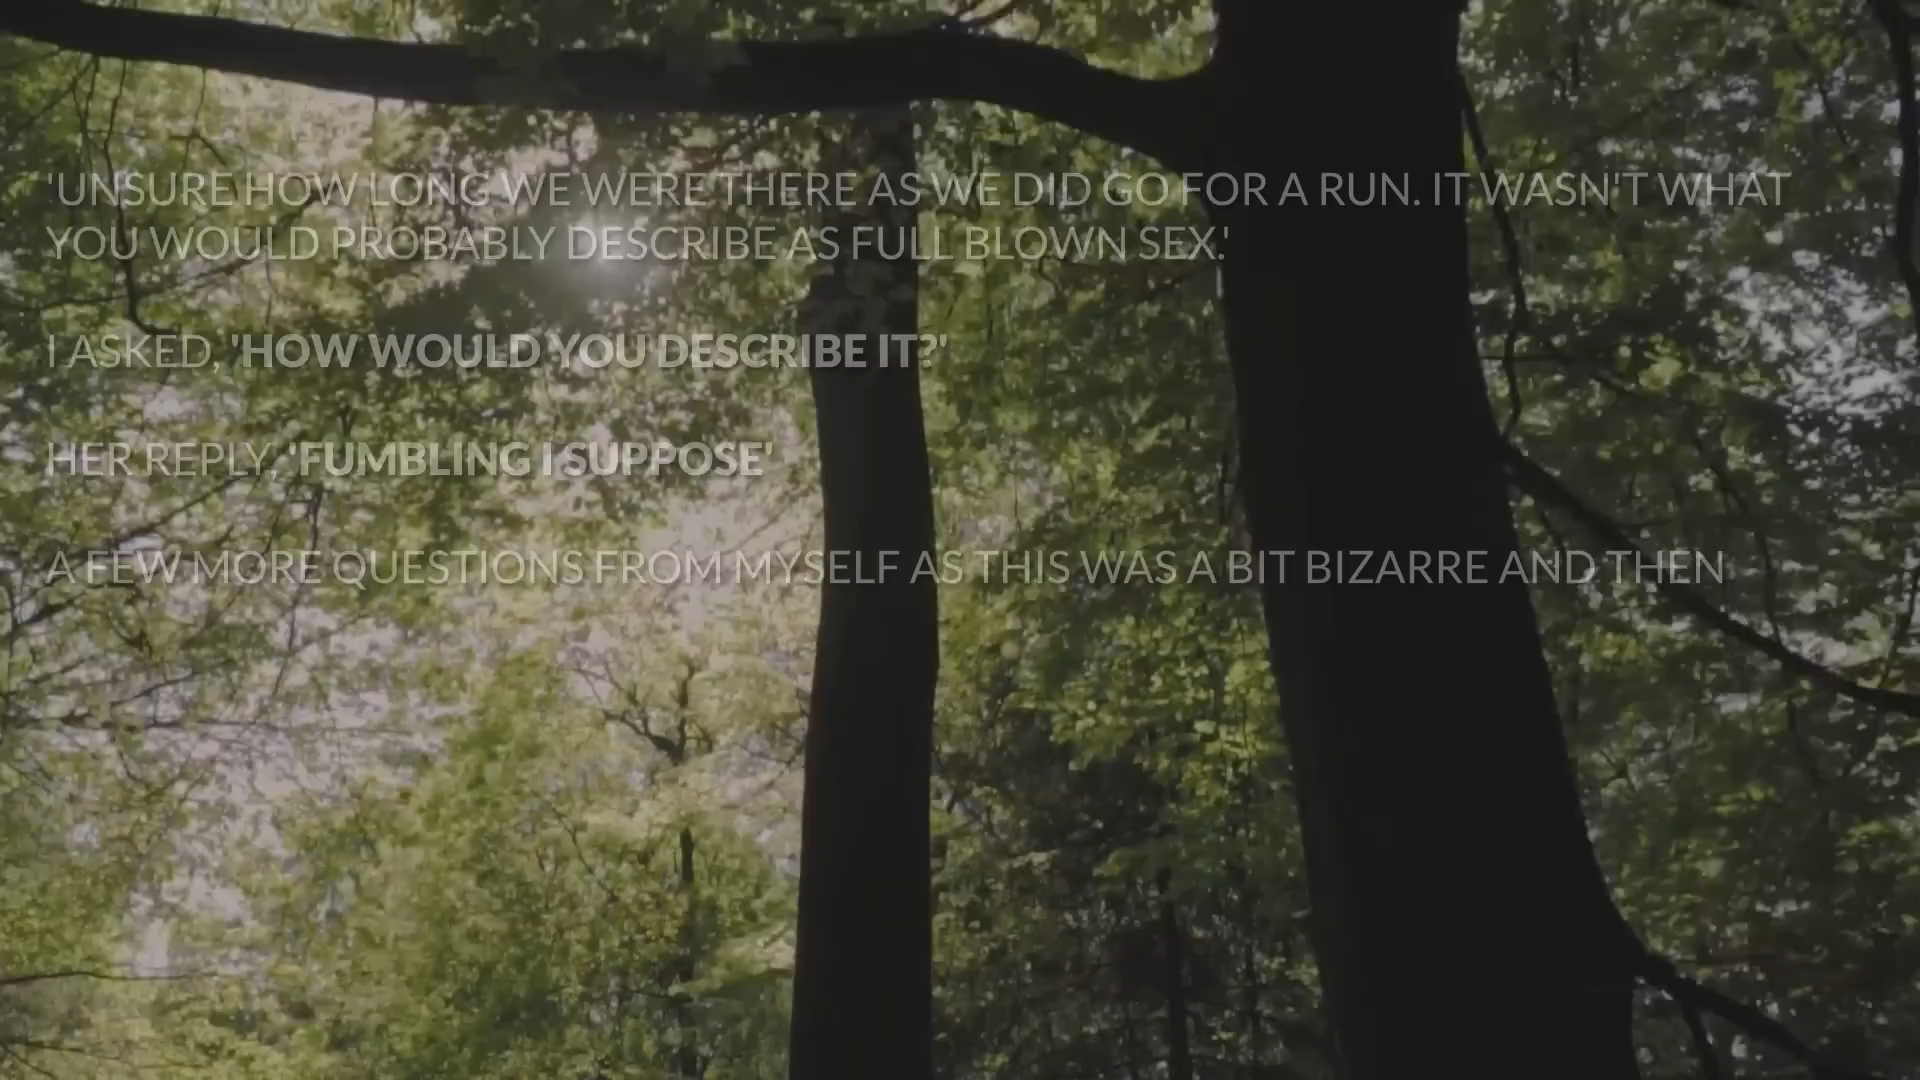 'UNSURE HOW LONG WE WERE THERE AS WE DID GO FOR A RUN. IT WASN'T WHAT
YOU WOULD PROBABLY DESCRIBE AS FULL BLOWN SEX.'
I ASKED, 'HOW WOULD YOU DESCRIBE IT?'
HER REPLY, 'FUMBLING I SUPPOSE'
A FEW MORE QUESTIONS FROM MYSELF AS THIS WAS A BIT BIZARRE AND THEN